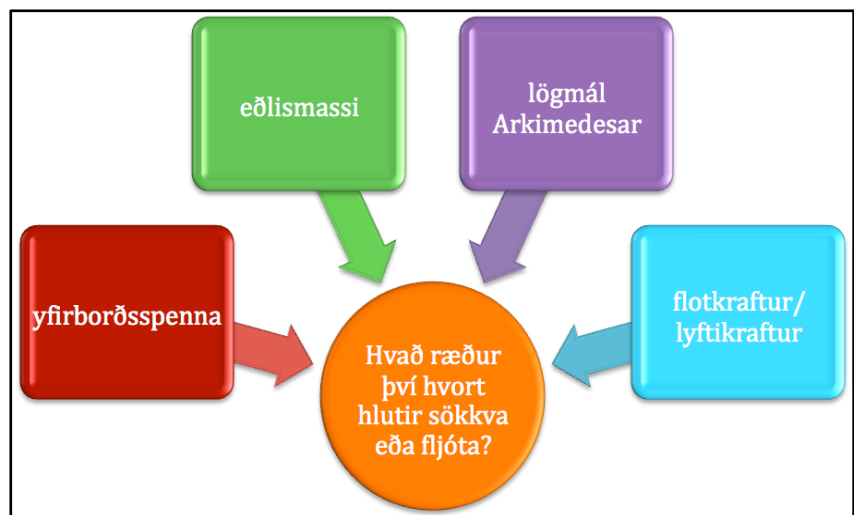 eðlismassi
lögmál
Arkimedesar
yfirborðsspenna
flotkraftur/
lyftikraftur
Hvað ræður
því hvort
hlutir sökkva
eða fljóta?